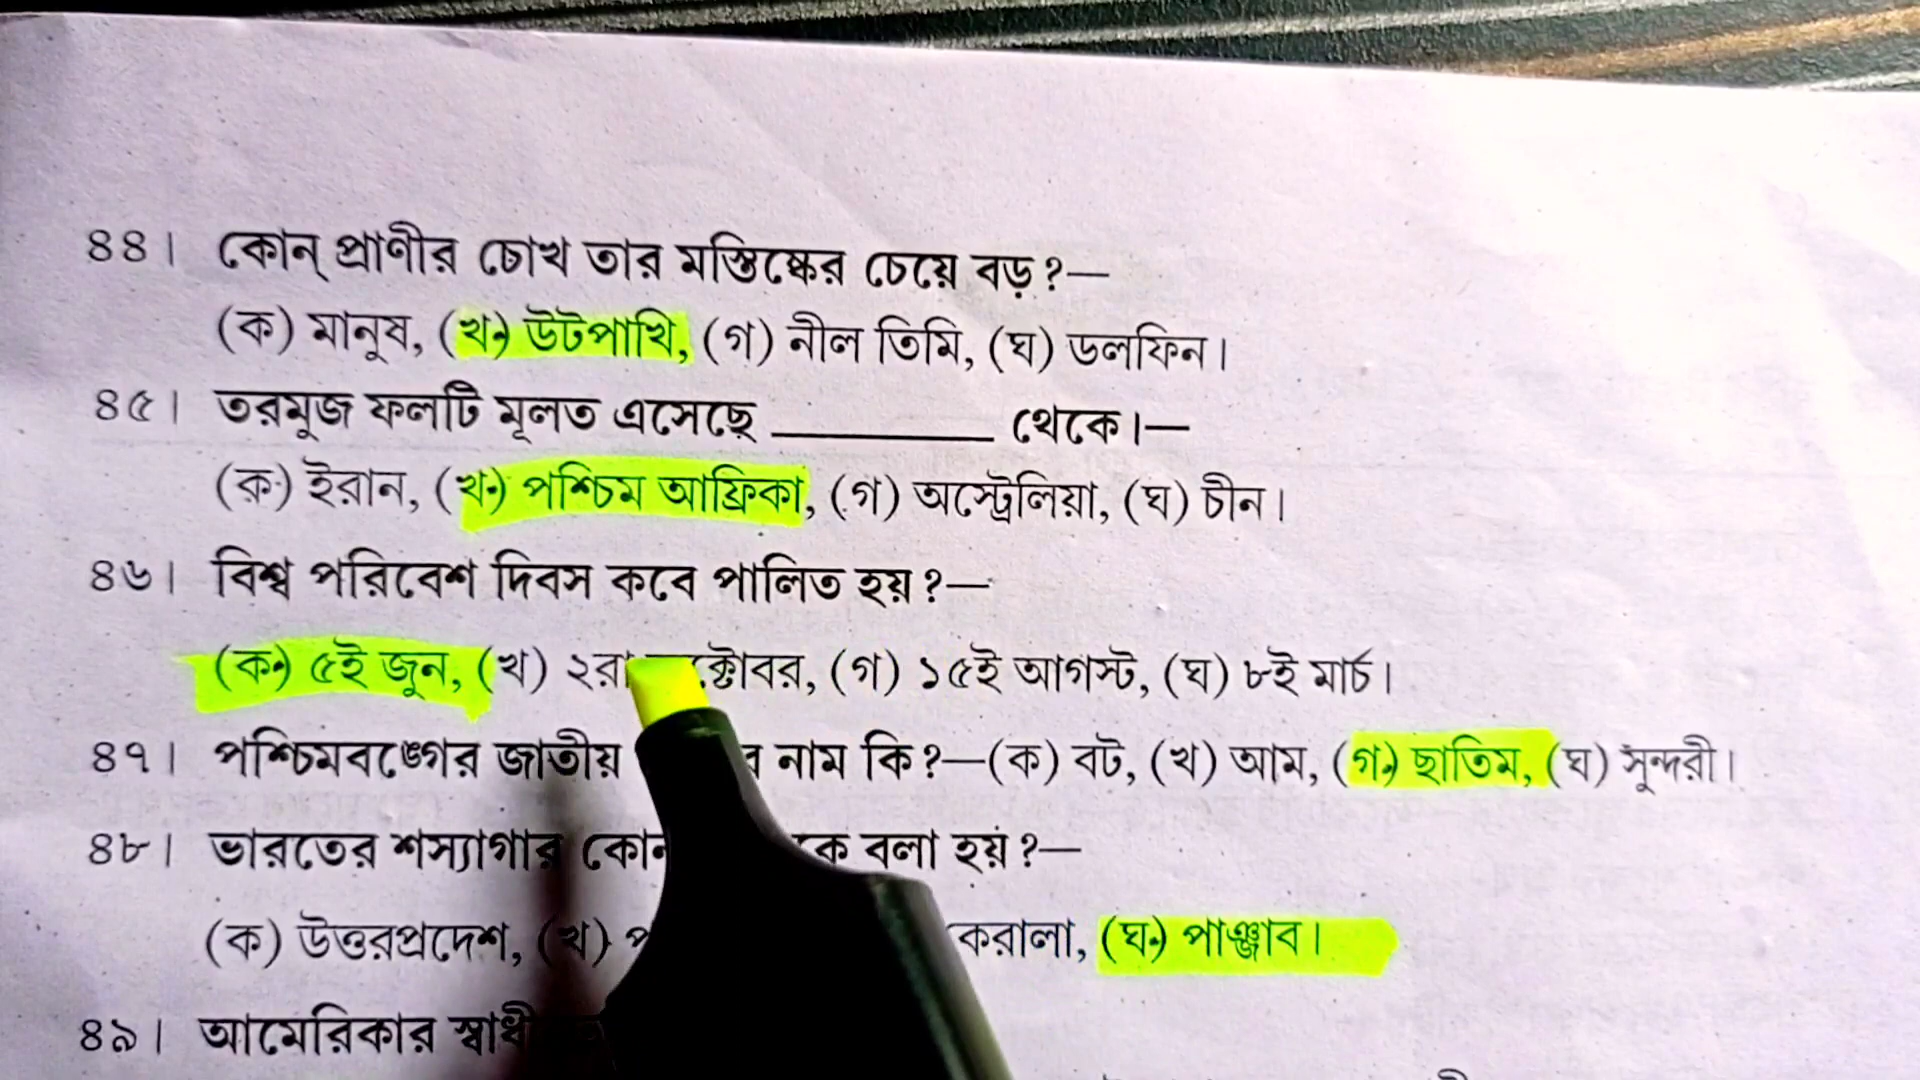 ৪৪। কোন্ প্রাণীর চোখ তার মস্তিষ্কের চেয়ে বড়?—
(ক) মানুষ, (খ) উটপাখি, (গ) নীল তিমি, (ঘ) ডলফিন।
৪৫। তরমুজ ফলটি মূলত এসেছে ________ থেকে।—
(ক) ইরান, (খ) পশ্চিম আফ্রিকা, (গ) অস্ট্রেলিয়া, (ঘ) চীন।
৪৬। বিশ্ব পরিবেশ দিবস কবে পালিত হয়?—
(ক) ৫ই জুন, (খ) ২রা (গ) ১৫ই আগস্ট, (ঘ) ৮ই মার্চ।
৪৭। পশ্চিমবঙ্গের জাতীয় নাম কি?—(ক) বট, (খ) আম, (গ) ছাতিম, (ঘ) সুন্দরী।
৪৮। ভারতের শস্যাগার বলা হয়?—
(ক) উত্তরপ্রদেশ, (খ) (ঘ) পাঞ্জাব।
৪৯। আমেরিকার